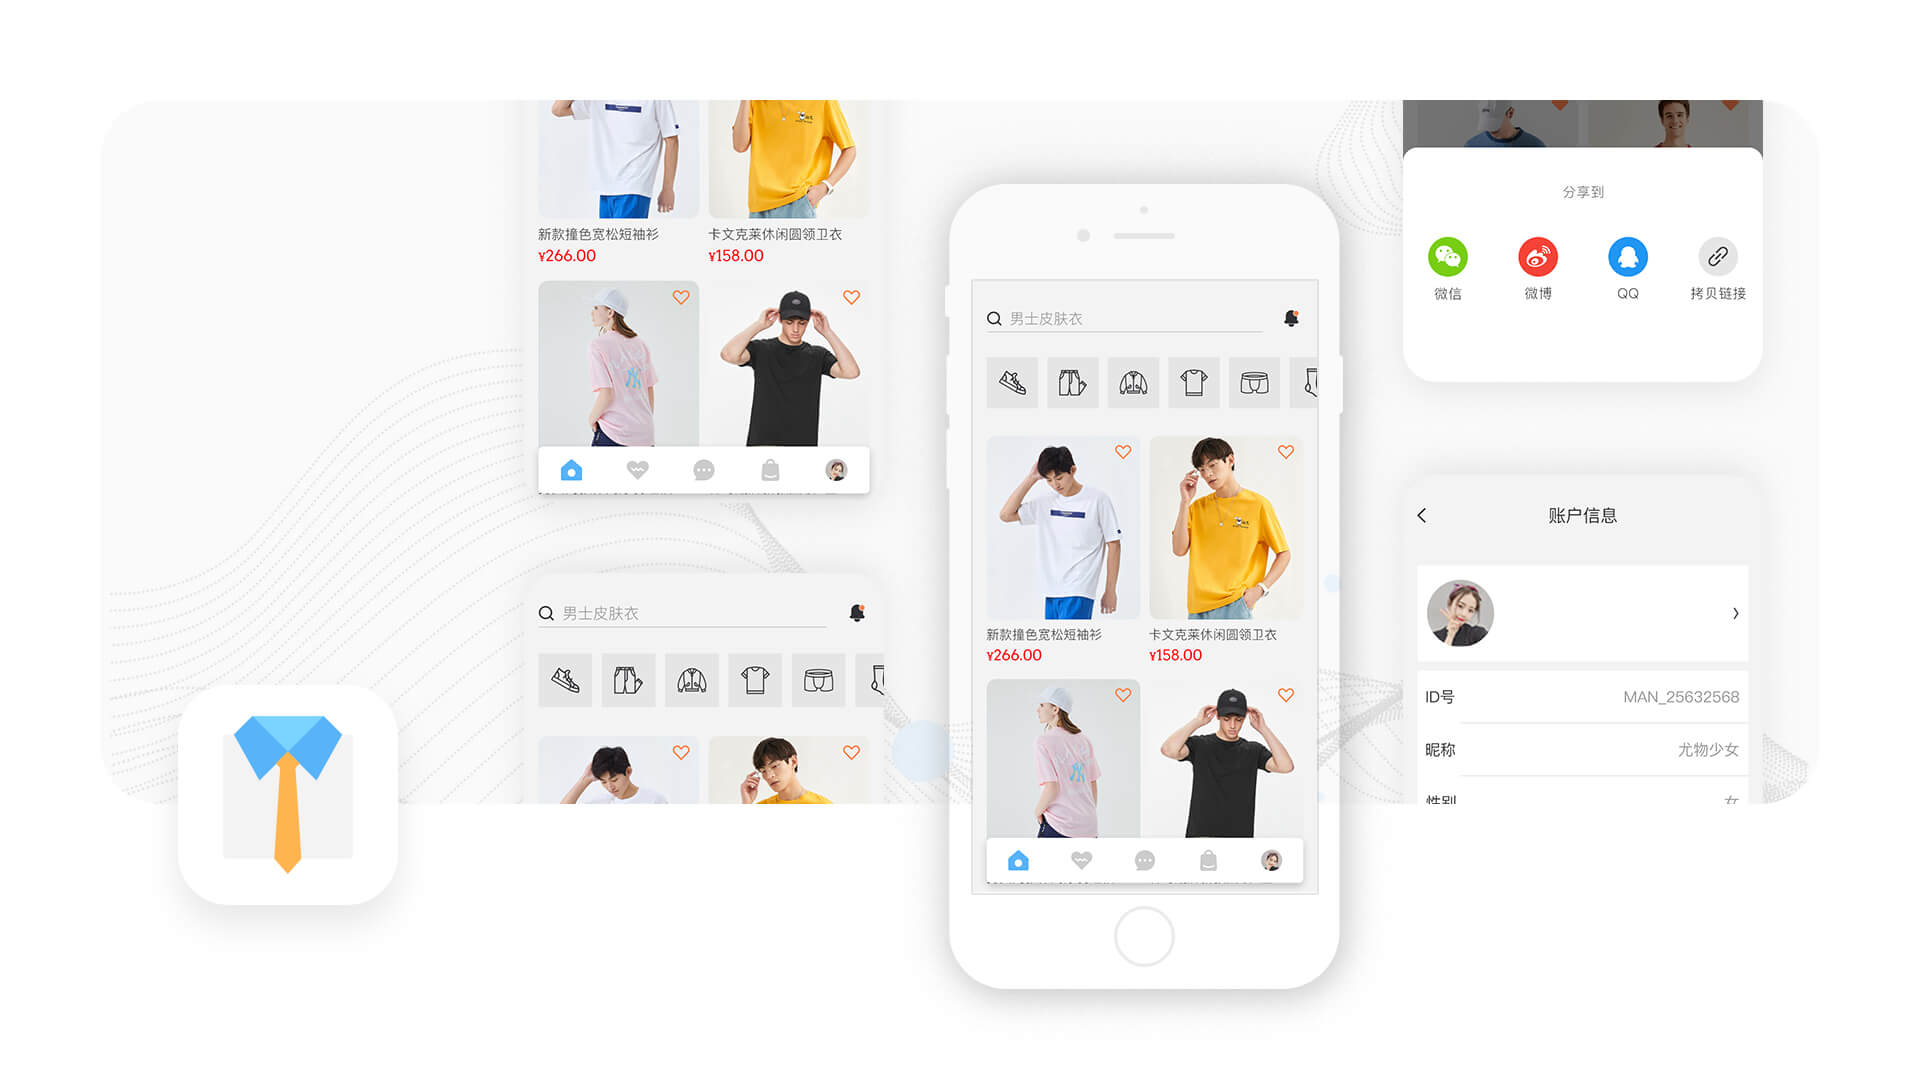 新款撞色宽松短袖衫
卡文克莱休闲圆领卫衣
¥266.00
¥158.00
男士皮肤衣
男士皮肤衣
新款撞色宽松短袖衫
卡文克莱休闲圆领卫衣
¥266.00
¥158.00
分享到
微信
微博
QQ
拷贝链接
账户信息
ID号
MAN_25632568
昵称
尤物少女
性别
女